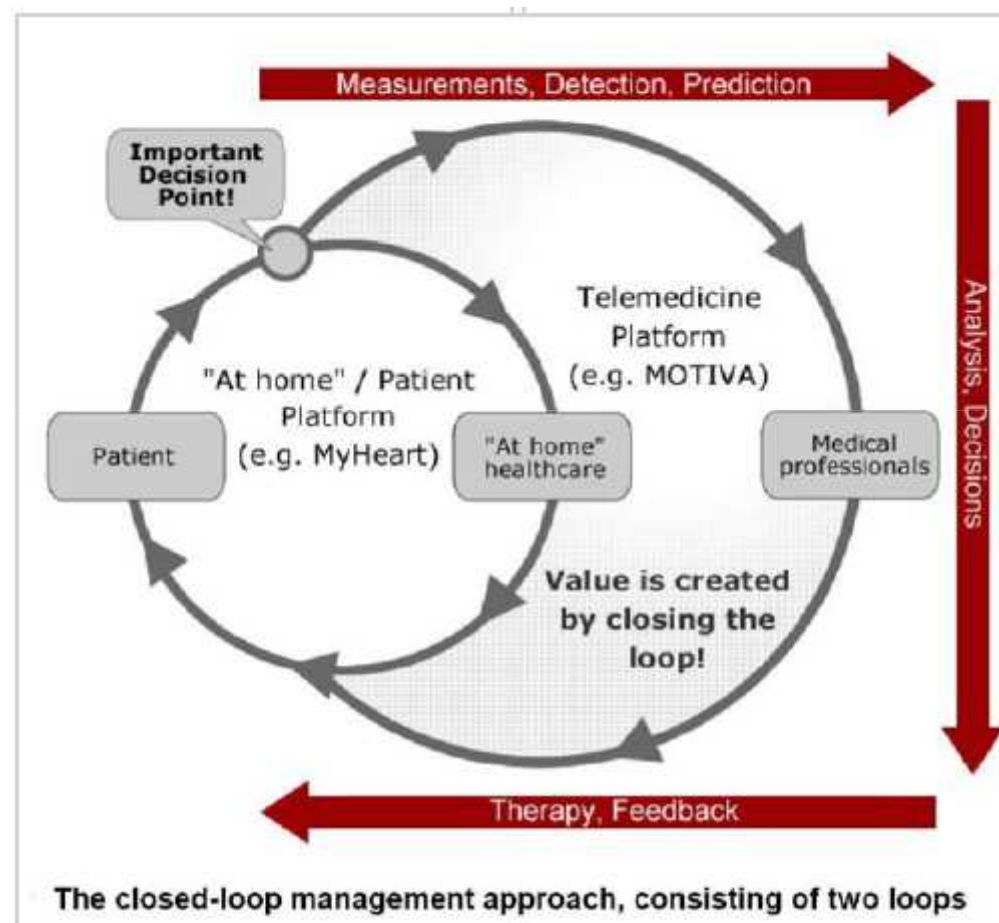 Measurements, Detection, Prediction
Important
Decision
Point!
Telemedicine
Platform
(e.g. MOTIVA)
"At home" / Patient
Platform
(e.g. MyHeart)
Patient
"At home"
healthcare
Medical
professionals
Analysis, Decisions
Value is created
by closing the
loop!
Therapy, Feedback
The closed-loop management approach, consisting of two loops